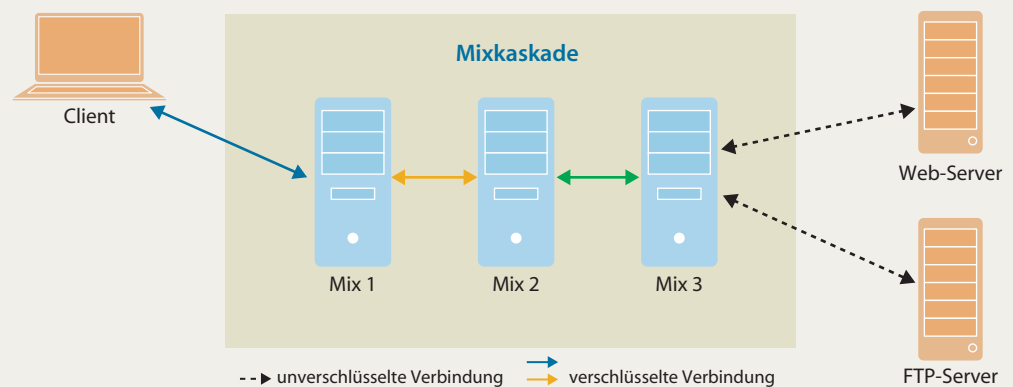 Mixkaskade
Client
Mix 1
Mix 2
Mix 3
Web-Server
FTP-Server
unverschlüsselte Verbindung
verschlüsselte Verbindung